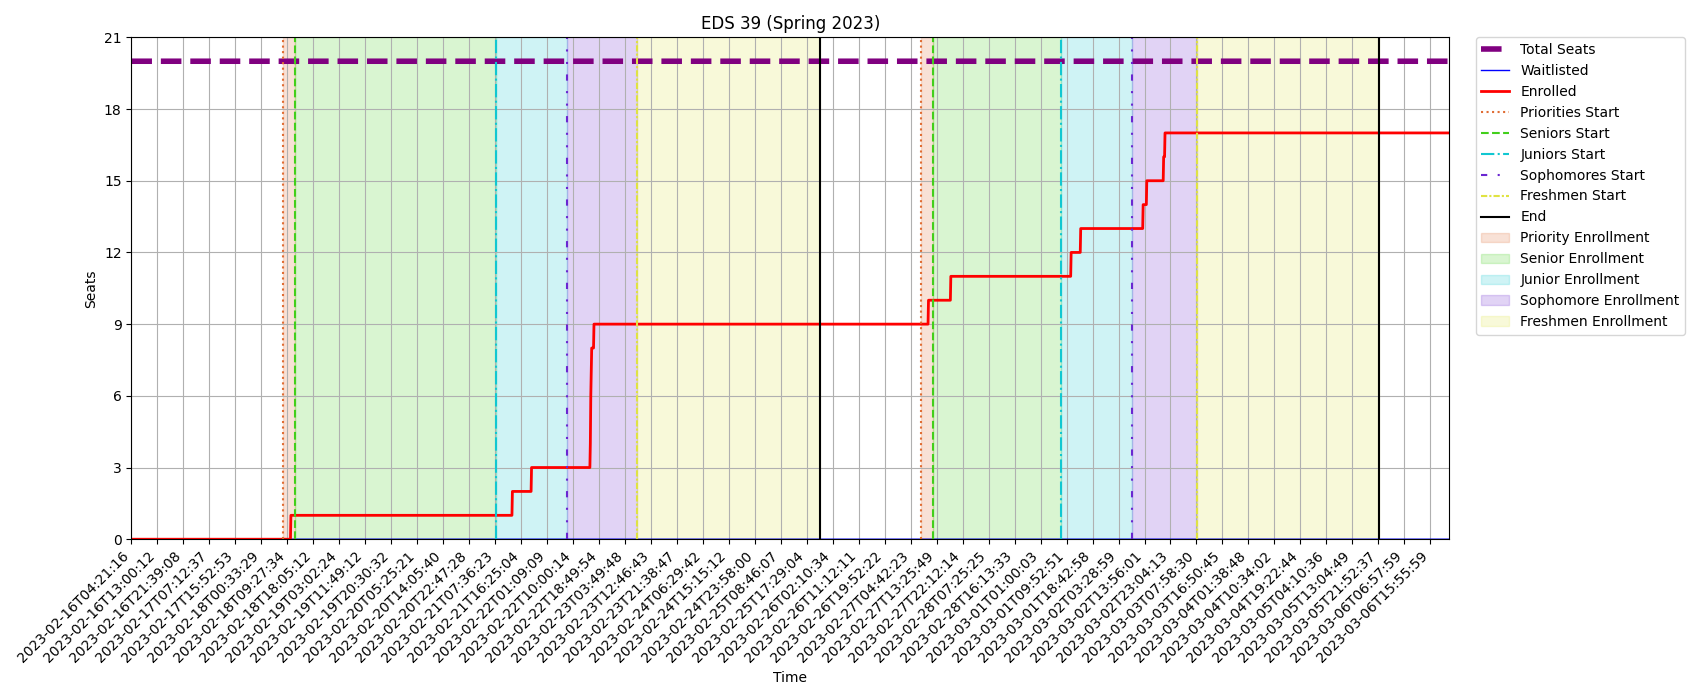 EDS 39 (Spring 2023)
21
18
15
12
9
6
3
0
Seats
2023-02-16T04:21:16
2023-02-16T13:00:12
2023-02-16T21:39:08
2023-02-17T07:12:37
2023-02-17T15:52:53
2023-02-18T00:33:29
2023-02-18T09:27:34
2023-02-18T18:05:12
2023-02-19T03:02:24
2023-02-19T11:49:12
2023-02-19T20:30:32
2023-02-20T05:25:21
2023-02-20T14:05:40
2023-02-20T22:47:28
2023-02-21T07:36:23
2023-02-21T16:25:04
2023-02-22T01:09:09
2023-02-22T10:00:14
2023-02-22T18:49:54
2023-02-23T03:49:48
2023-02-23T12:46:43
2023-02-23T21:38:47
2023-02-24T06:29:42
2023-02-24T15:15:12
2023-02-24T23:58:00
2023-02-25T08:46:07
2023-02-25T17:29:04
2023-02-26T02:10:34
2023-02-26T11:12:11
2023-02-26T19:52:22
2023-02-27T04:42:23
2023-02-27T13:25:49
2023-02-27T22:12:14
2023-02-28T07:25:25
2023-02-28T16:13:33
2023-03-01T01:00:03
2023-03-01T09:52:51
2023-03-01T18:42:58
2023-03-02T03:28:59
2023-03-02T13:56:01
2023-03-02T23:04:13
2023-03-03T07:58:30
2023-03-03T16:50:45
2023-03-04T01:38:48
2023-03-04T10:34:02
2023-03-04T19:22:44
2023-03-05T04:10:36
2023-03-05T13:04:49
2023-03-05T21:52:37
2023-03-06T06:57:59
2023-03-06T15:55:59
Time
Total Seats
Waitlisted
Enrolled
Priorities Start
Seniors Start
Juniors Start
Sophomores Start
Freshmen Start
End
Priority Enrollment
Senior Enrollment
Junior Enrollment
Sophomore Enrollment
Freshmen Enrollment